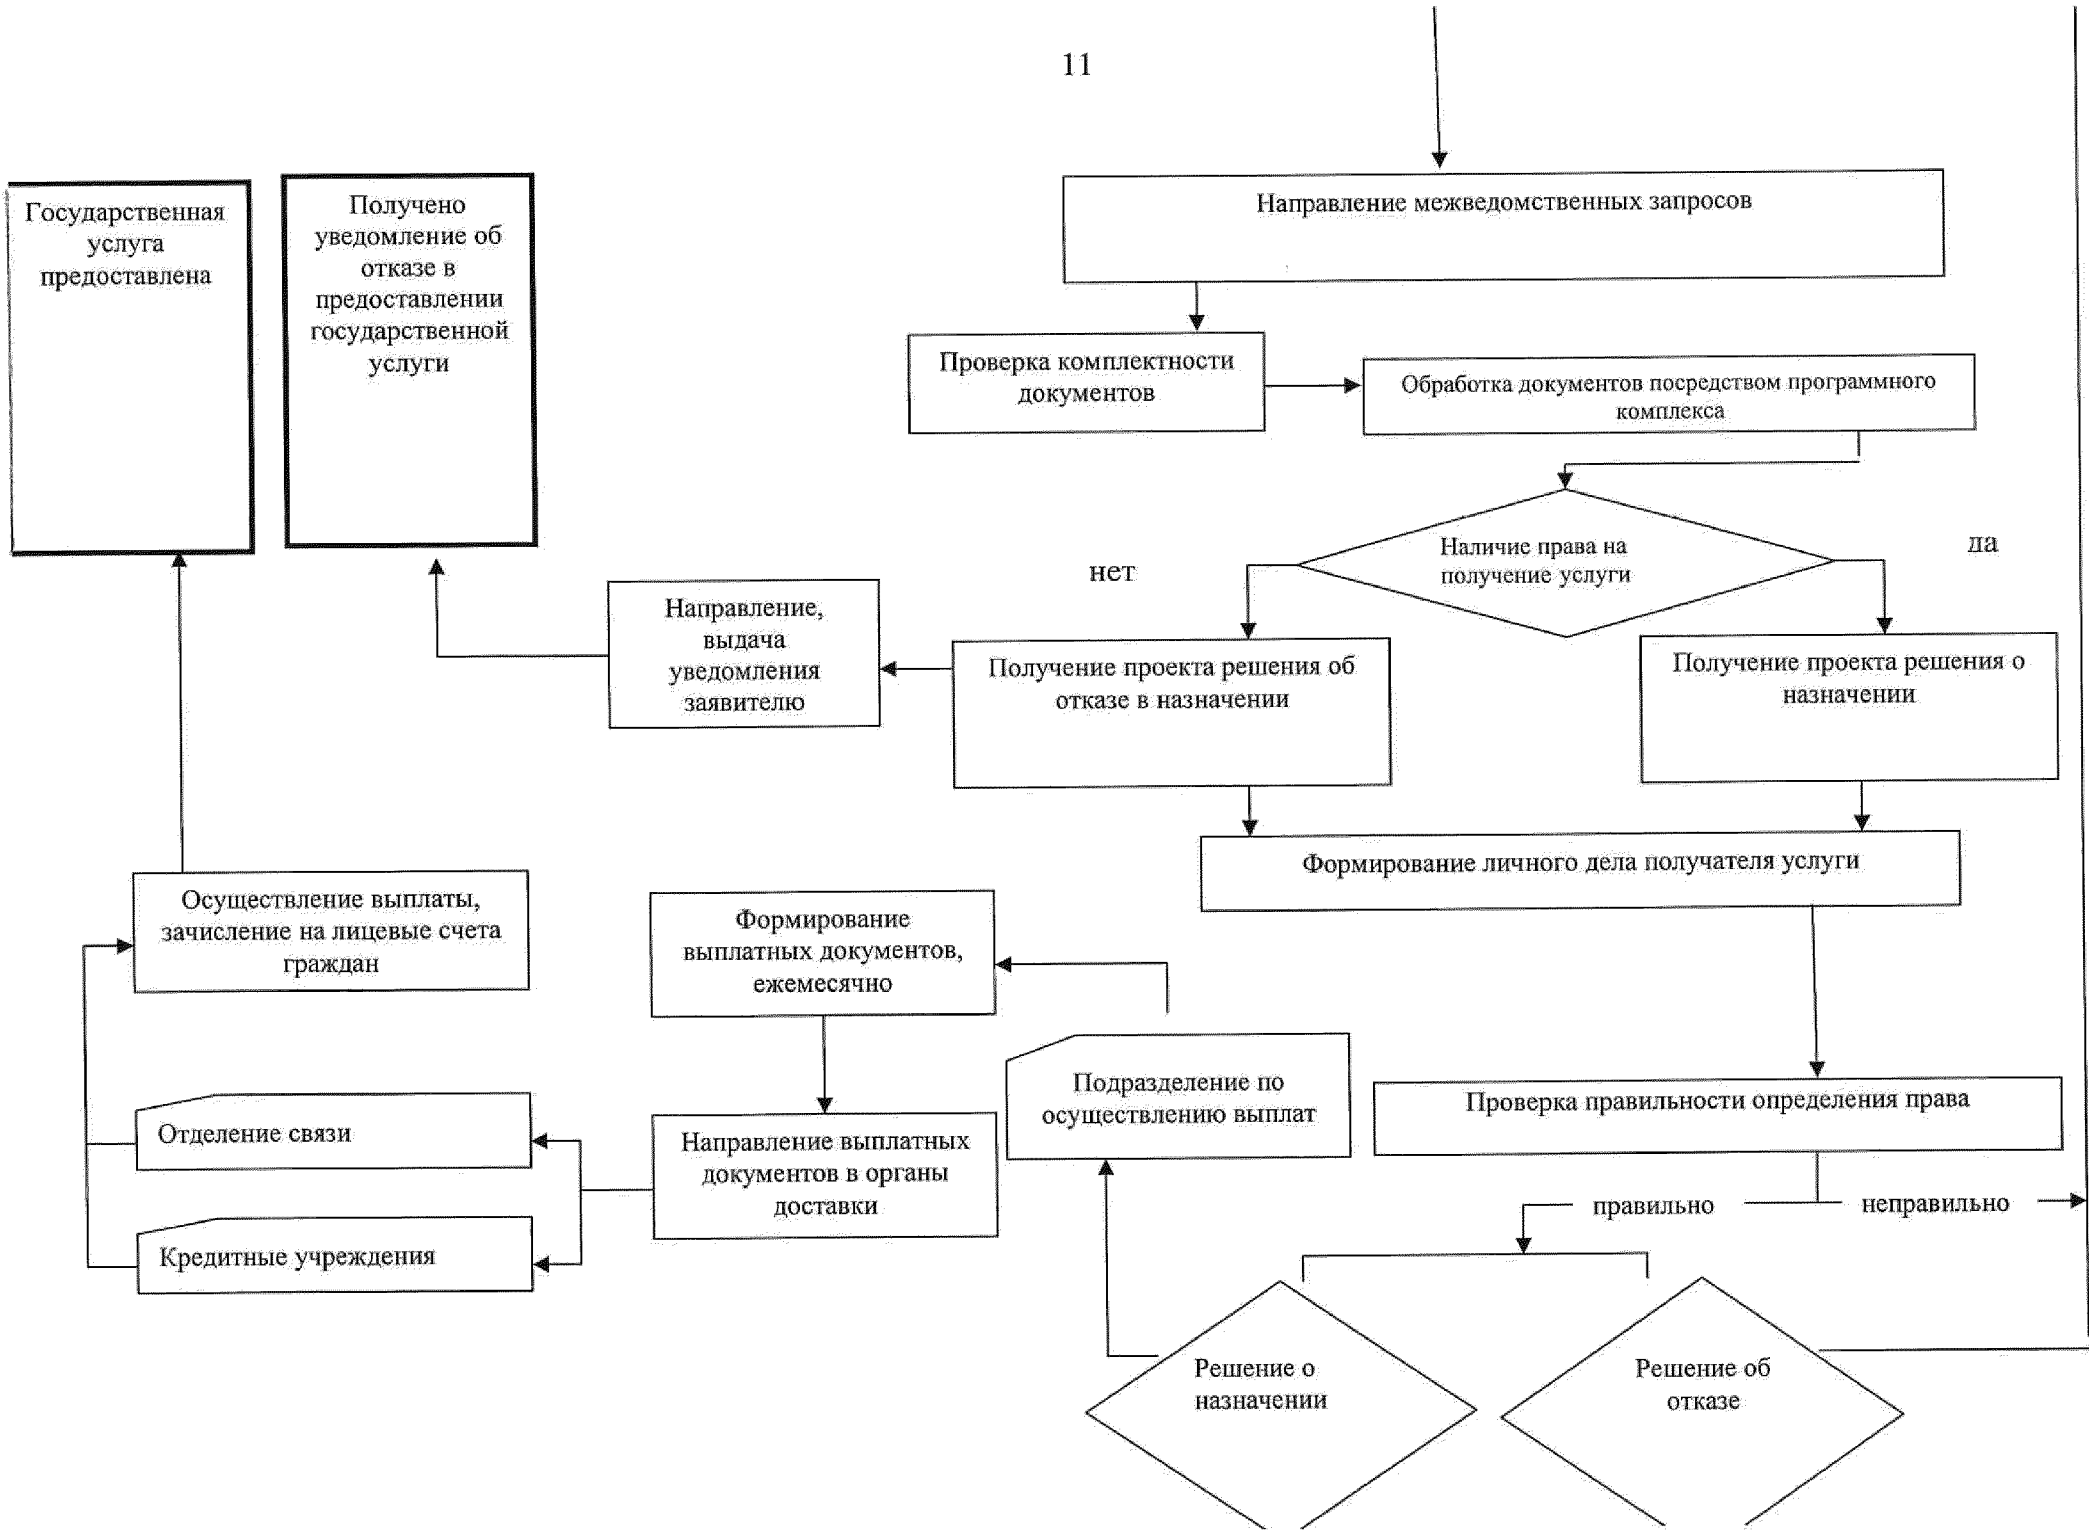 11
Государственная
услуга
предоставлена
Получено
уведомление об
отказе в
предоставлении
государственной
услуги
Направление межведомственных запросов
Проверка комплектности
документов
Обработка документов посредством программного
комплекса
Наличие права на
получение услуги
нет
да
Направление,
выдача
уведомления
заявителю
Получение проекта решения об
отказе в назначении
Получение проекта решения о
назначении
Формирование личного дела получателя услуги
Осуществление выплаты,
зачисление на лицевые счета
граждан
Формирование
выплатных документов,
ежемесячно
Подразделение по
осуществлению выплат
Проверка правильности определения права
Отделение связи
Направление выплатных
документов в органы
доставки
Кредитные учреждения
правильно
неправильно
Решение о
назначении
Решение об
отказе